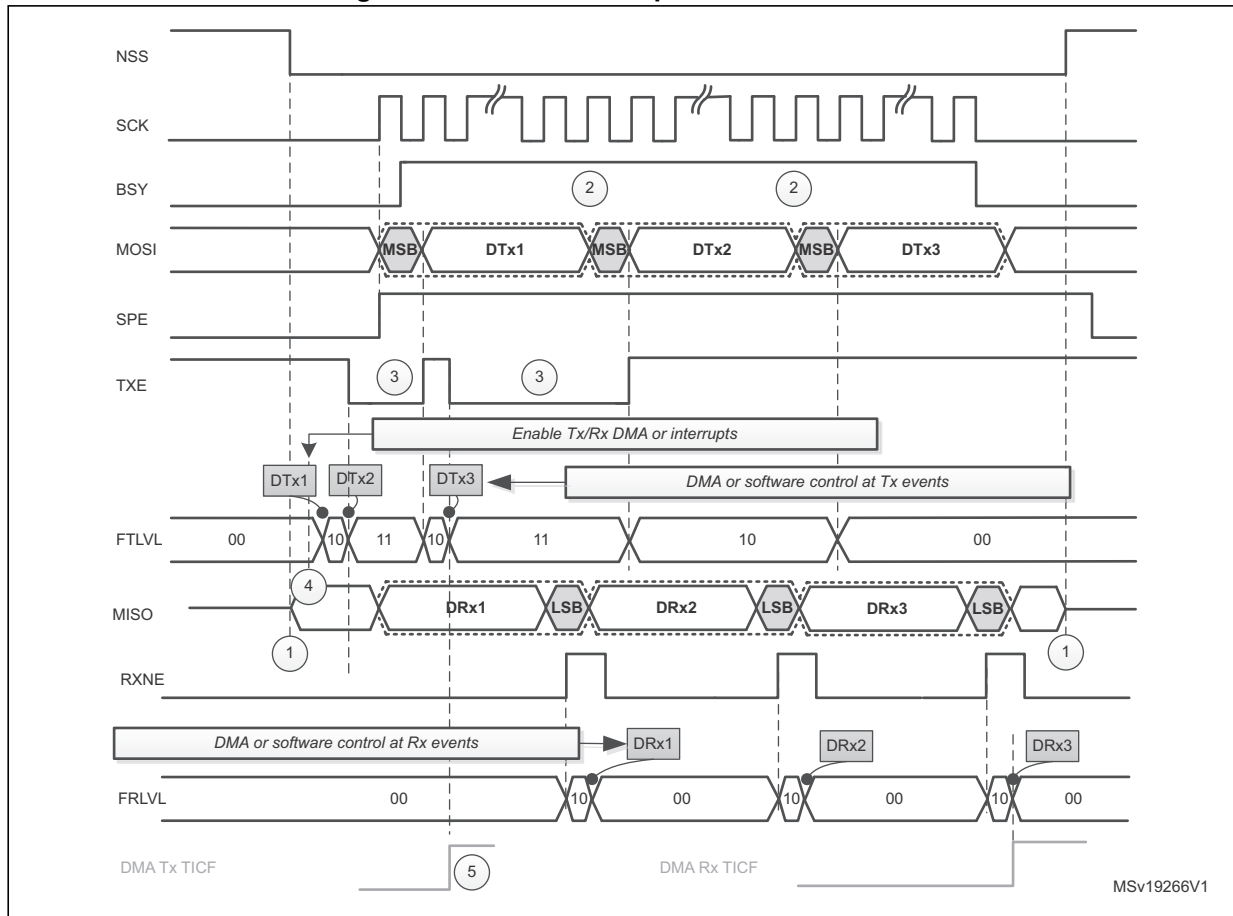 NSS
SCK
BSY
2 2
MOSI MSB DTx1 MSB DTx2 MSB DTx3
SPE
TXE
3 3
Enable Tx/Rx DMA or interrupts
DTx1 DTx2 DTx3 DMA or software control at Tx events
FTLVL 00 10 11 10 11 10 00
4
MISO DRx1 LSB DRx2 LSB DRx3 LSB
1 1
RXNE
DMA or software control at Rx events DRx1 DRx2 DRx3
FRLVL 00 10 00 10 00 10 00
DMA Tx TICF 5 DMA Rx TICF
MSv19266V1